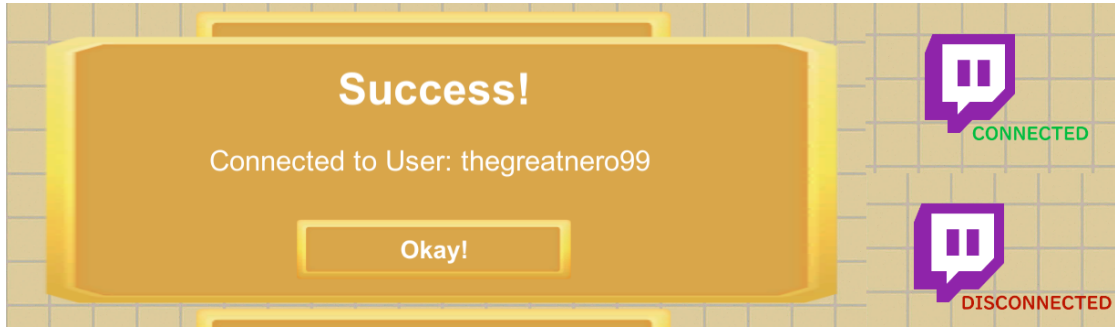 Success!
Connected to User: thegreatnero99
Okay!
CONNECTED
DISCONNECTED